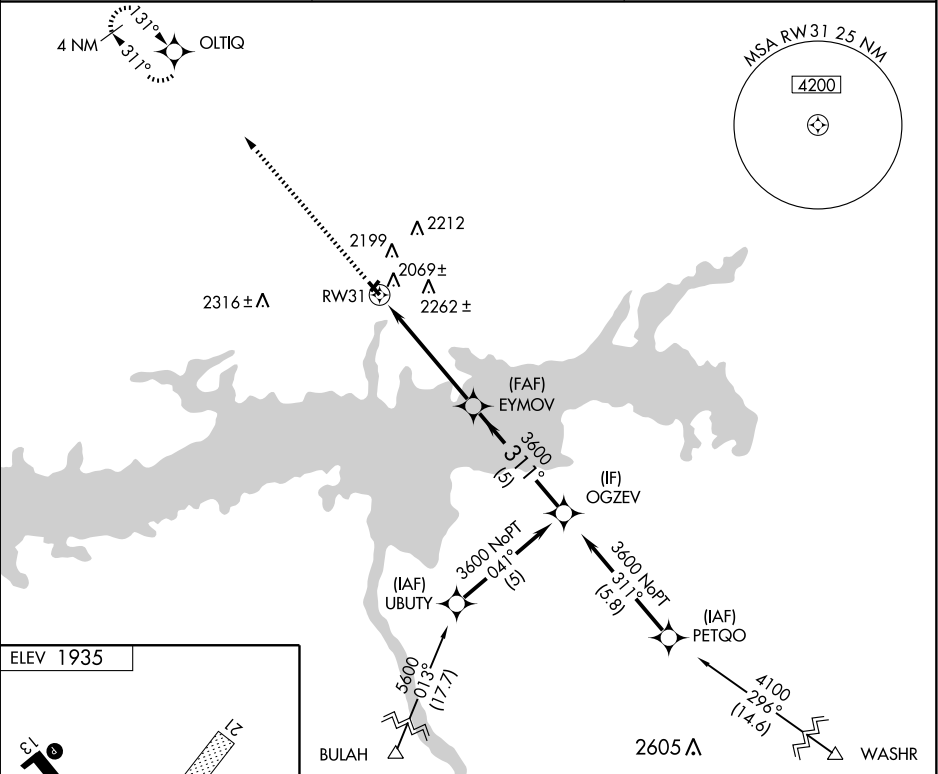 131°
4 NM
311°
OLTIQ
MSA RW31 25 NM
4200
2212
2199
2069±
RW31
2316±
2262±
(FAF)
EYMOV
3600
311°
(5)
(IF)
OGZEV
3600 NoPT
041°
(5)
3600 NoPT
311°
(5.8)
(IAF)
UBUTY
(IAF)
PETQO
5600
013°
(17.7)
4100
296°
(14.6)
BULAH
2605
WASHR
ELEV 1935
13
P
21